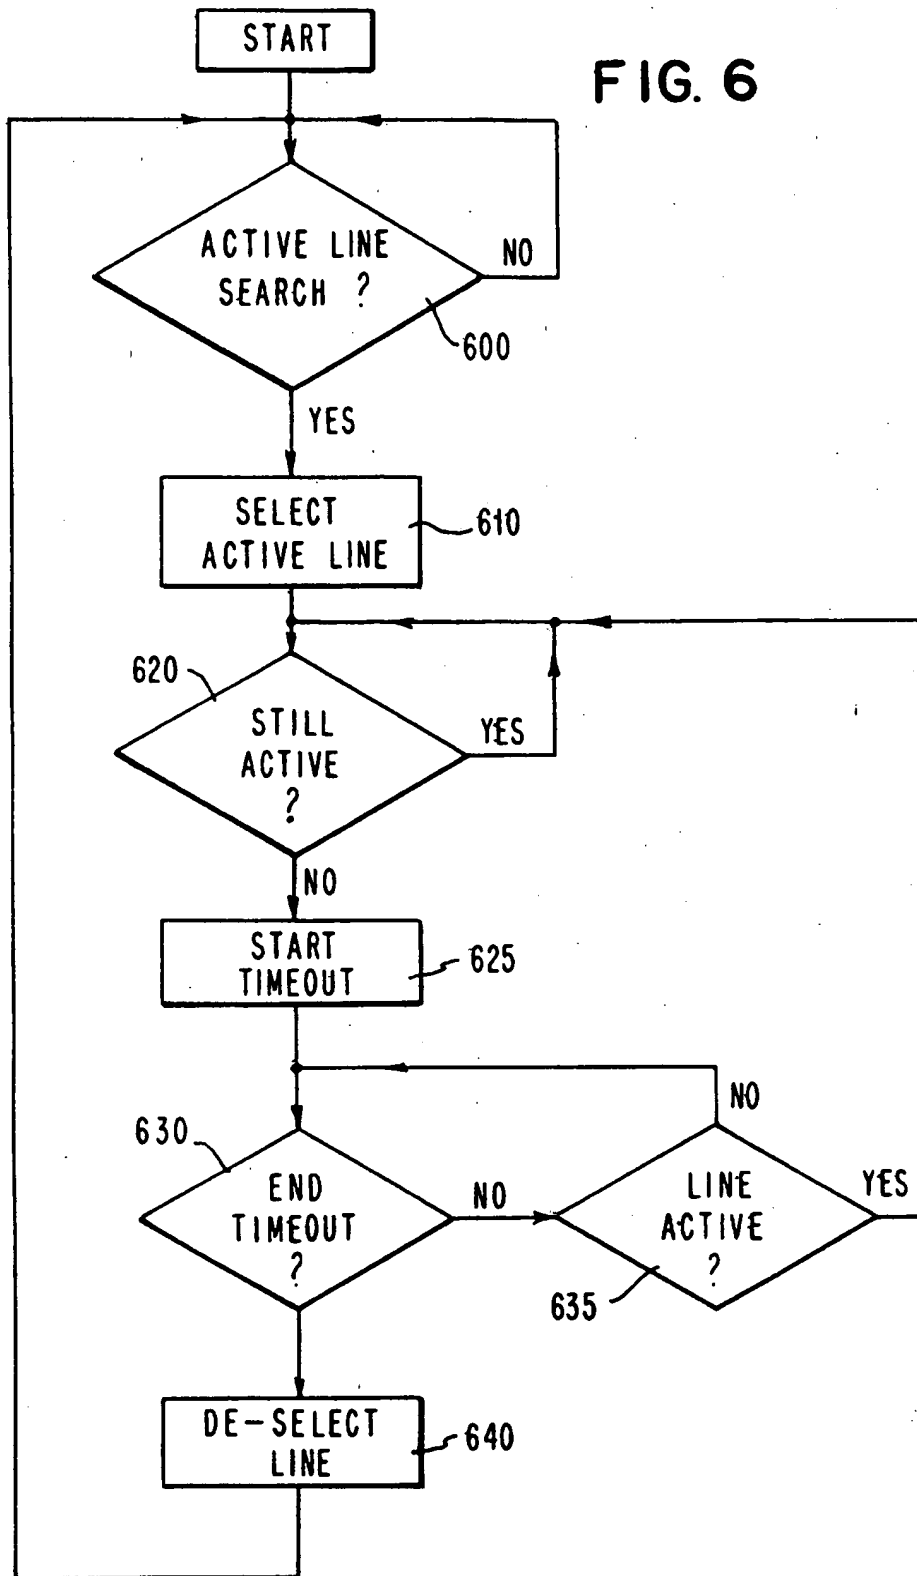 START
FIG. 6
ACTIVE LINE
SEARCH ?
NO
600
YES
SELECT
ACTIVE LINE
610
620
STILL
ACTIVE
?
YES
NO
START
TIMEOUT
625
630
END
TIMEOUT
?
NO
LINE
ACTIVE
?
NO
YES
635
DE-SELECT
LINE
640